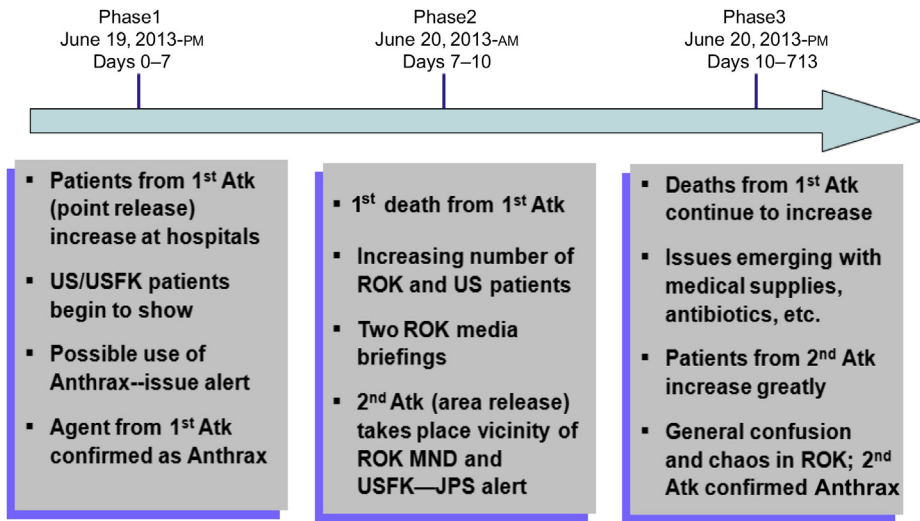 Phase1
June 19, 2013-PM
Days 0–7
Phase2
June 20, 2013-AM
Days 7–10
Phase3
June 20, 2013-PM
Days 10–713
▪ Patients from 1st Atk
(point release)
increase at hospitals
▪ US/USFK patients
begin to show
▪ Possible use of
Anthrax--issue alert
▪ Agent from 1st Atk
confirmed as Anthrax
▪ 1st death from 1st Atk
▪ Increasing number of
ROK and US patients
▪ Two ROK media
briefings
▪ 2nd Atk (area release)
takes place vicinity of
ROK MND and
USFK—JPS alert
▪ Deaths from 1st Atk
continue to increase
▪ Issues emerging with
medical supplies,
antibiotics, etc.
▪ Patients from 2nd Atk
increase greatly
▪ General confusion
and chaos in ROK; 2nd
Atk confirmed Anthrax